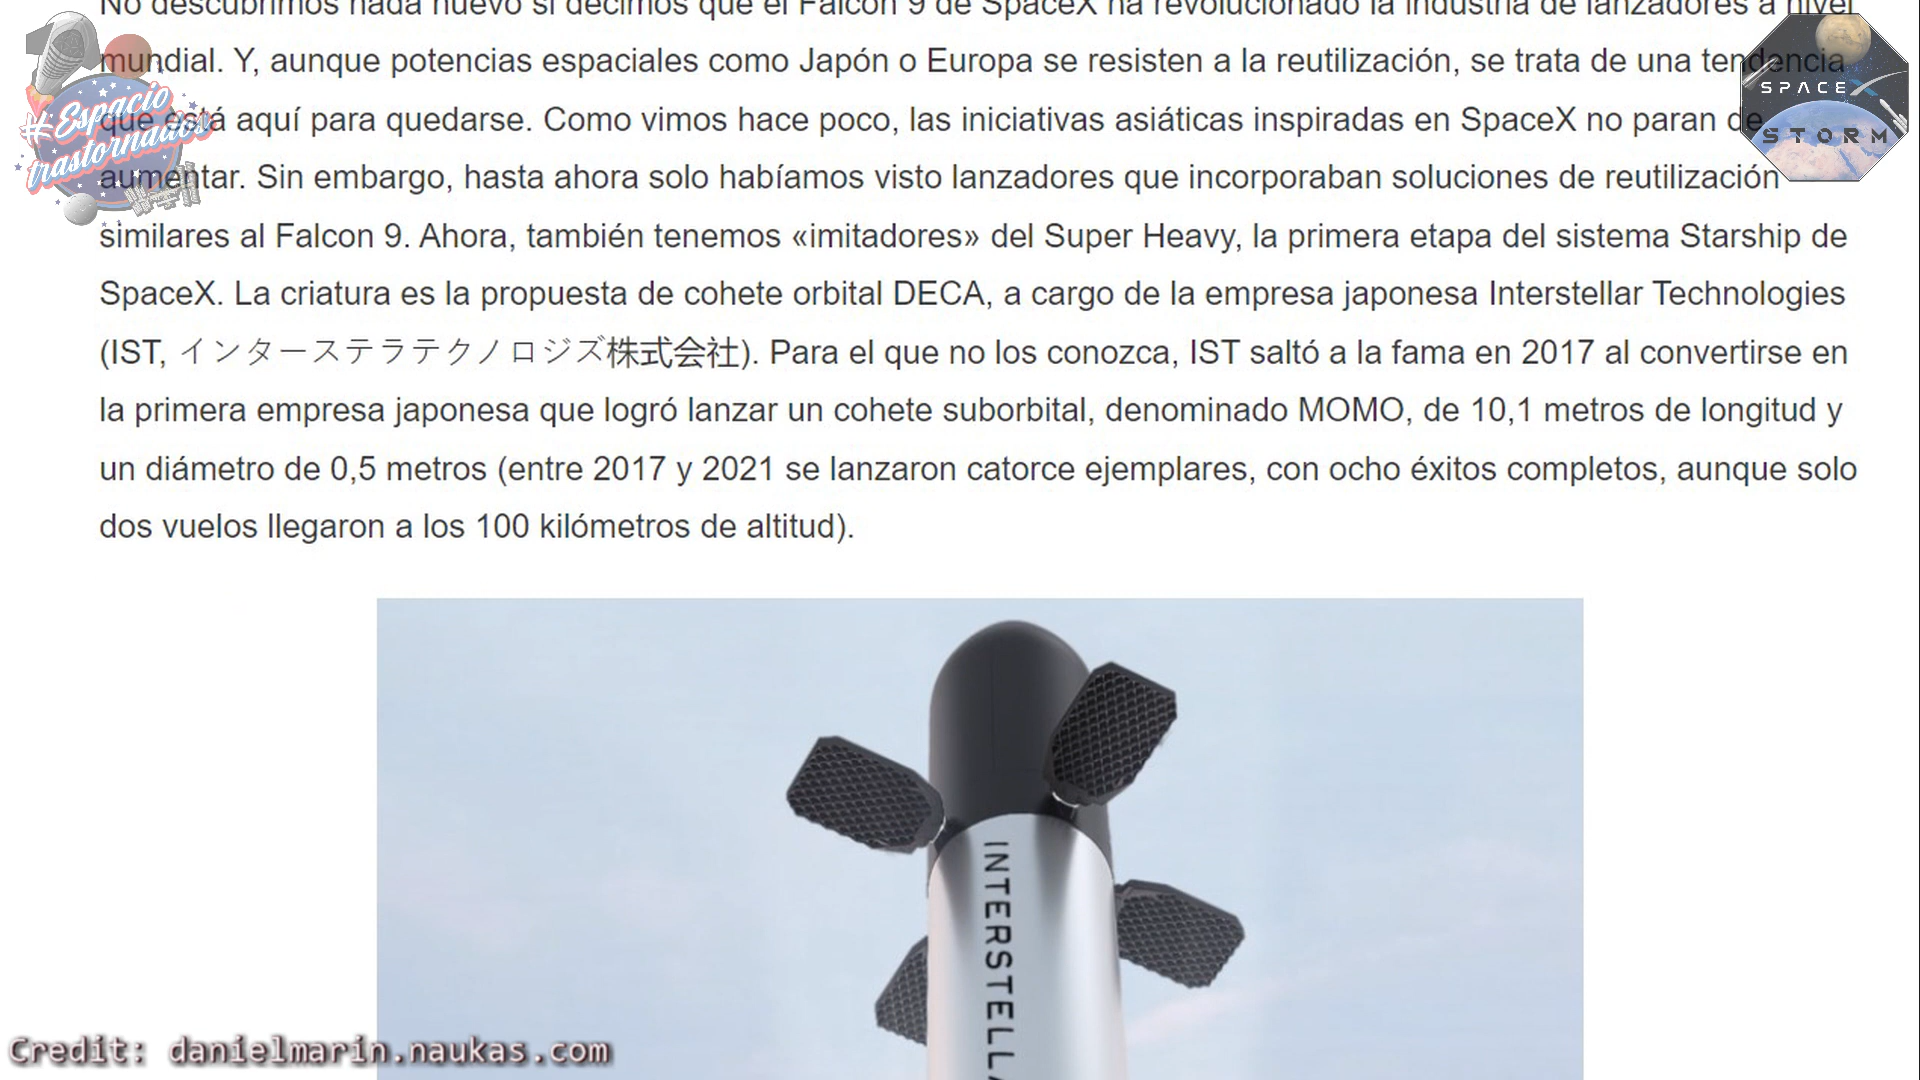 No descubrimos nada nuevo si decimos que el Falcon 9 de SpaceX ha revolucionado la industria de lanzadores a nivel
mundial. Y, aunque potencias espaciales como Japón o Europa se resisten a la reutilización, se trata de una tendencia
que está aquí para quedarse. Como vimos hace poco, las iniciativas asiáticas inspiradas en SpaceX no paran de
aumentar. Sin embargo, hasta ahora solo habíamos visto lanzadores que incorporaban soluciones de reutilización
similares al Falcon 9. Ahora, también tenemos «imitadores» del Super Heavy, la primera etapa del sistema Starship de
SpaceX. La criatura es la propuesta de cohete orbital DECA, a cargo de la empresa japonesa Interstellar Technologies
(IST, インターステラテクノロジズ株式会社). Para el que no los conozca, IST saltó a la fama en 2017 al convertirse en
la primera empresa japonesa que logró lanzar un cohete suborbital, denominado MOMO, de 10,1 metros de longitud y
un diámetro de 0,5 metros (entre 2017 y 2021 se lanzaron catorce ejemplares, con ocho éxitos completos, aunque solo
dos vuelos llegaron a los 100 kilómetros de altitud).
#Espacio
trastornados
SPACEX
STORM
INTERSTELLA
Credit: danielmarin.naukas.com